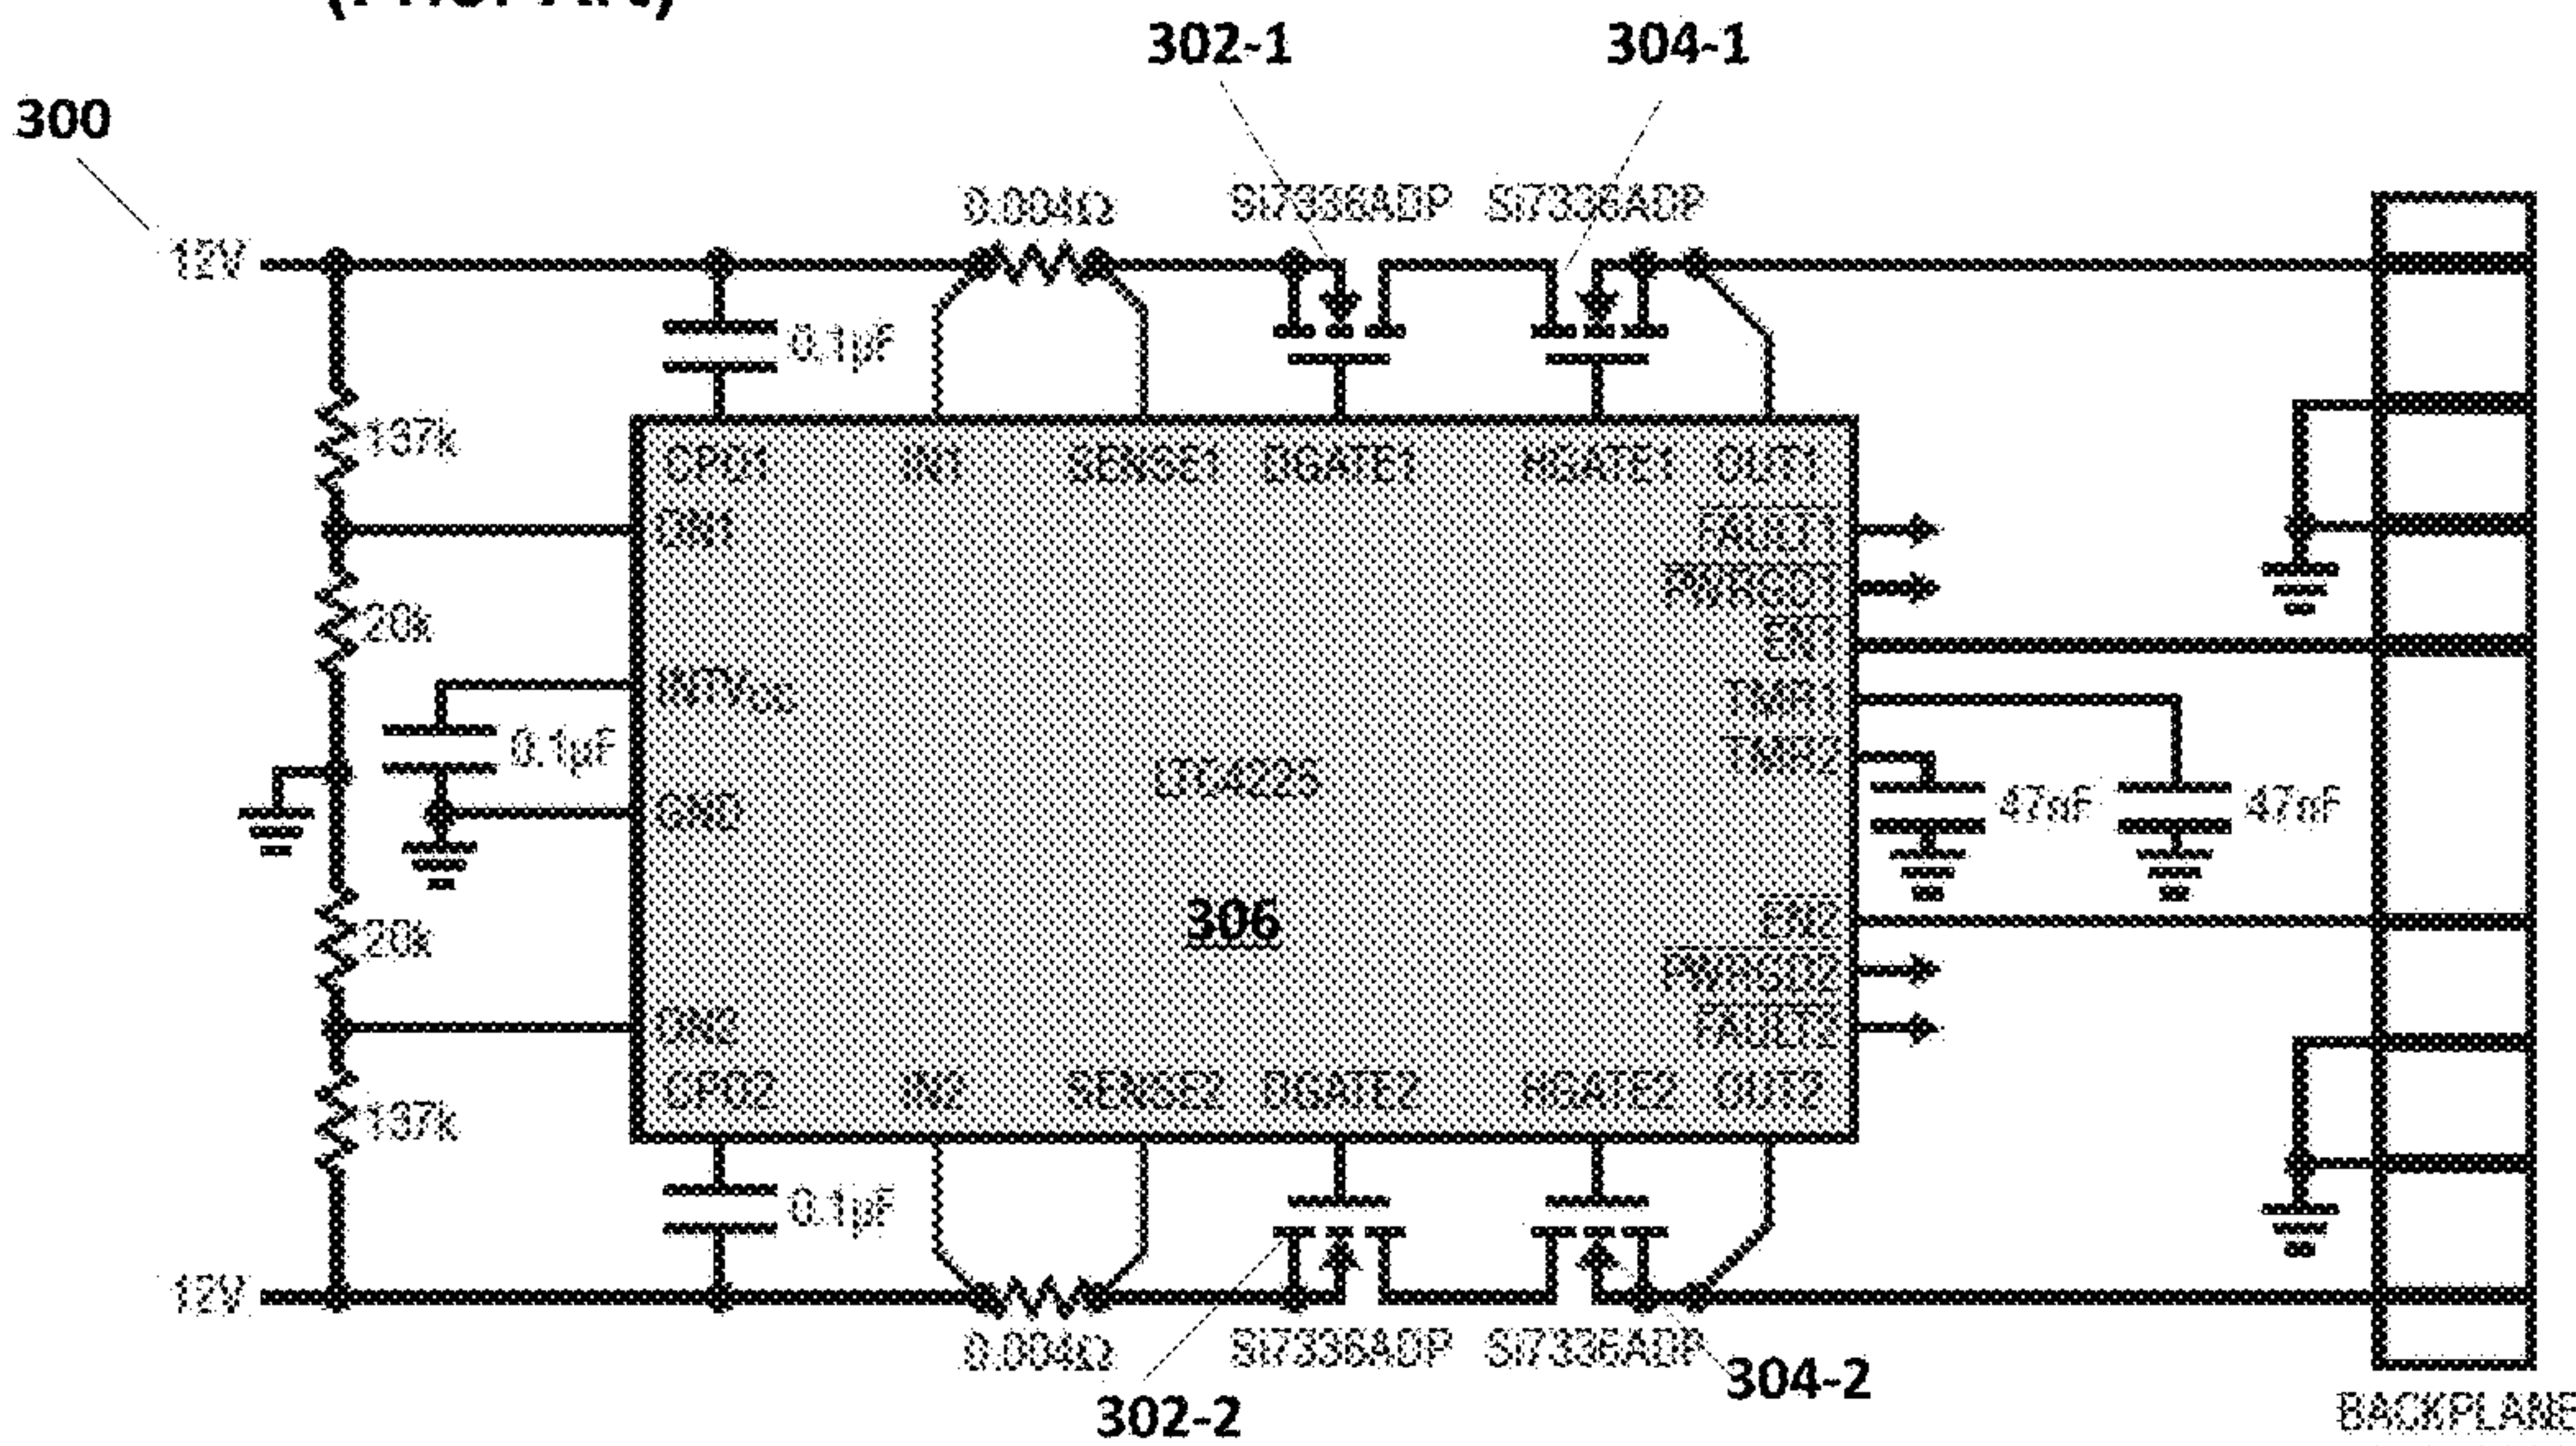 (Prior Art)
302-1
304-1
300
0.004Ω
Si7336ADP
Si7336ADP
12V
0.1µF
137k
CPO1
IN1
SENSE1
DGATE1
HGATE1
OUT1
ON1
FAULT1
PWRGD1
20k
EN1
INTVCC
TMR1
0.1µF
TMR2
LTC4225
GND
47nF
47nF
306
EN2
20k
PWRGD2
ON2
FAULT2
CPO2
IN2
SENSE2
DGATE2
HGATE2
OUT2
137k
0.1µF
12V
0.004Ω
Si7336ADP
Si7336ADP
304-2
302-2
BACKPLANE